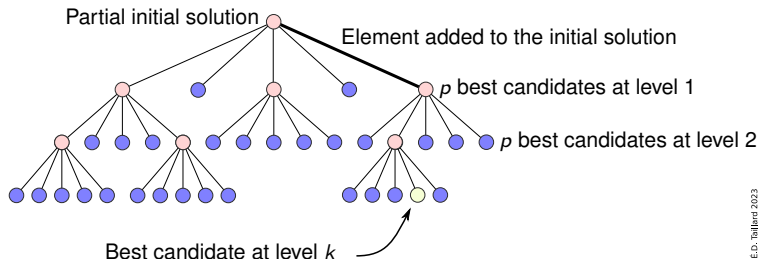 Partial initial solution
Element added to the initial solution
p best candidates at level 1
p best candidates at level 2
Best candidate at level k
É.D. Taillard 2023